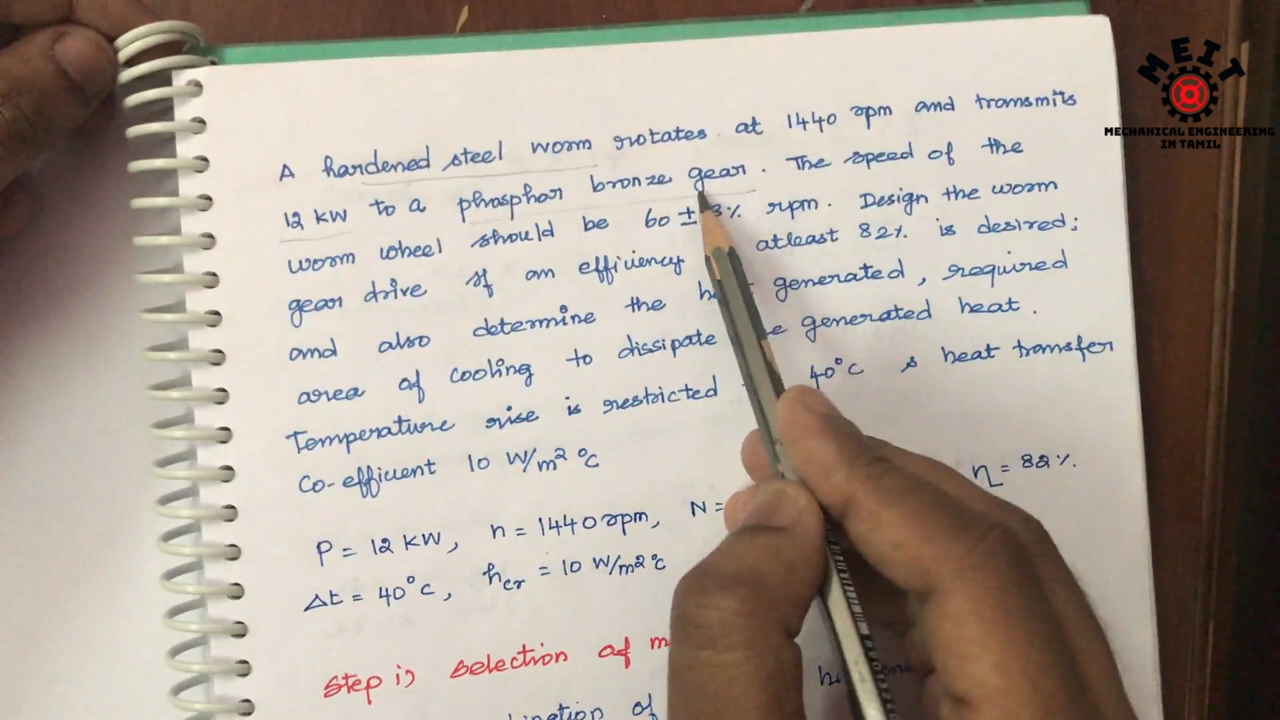 MEIT
MECHANICAL ENGINEERING
IN TAMIL
A hardened steel worm rotates at 1440 rpm and transmits
12 kW to a phosphar bronze gear. The speed of the
worm wheel should be 60 ± 3% rpm. Design the worm
gear drive if an efficiency atleast 82% is desired;
and also determine the generated, required
area of cooling to dissipate generated heat.
Temperature rise is restricted 40°C & heat transfer
co-efficient 10 W/m² °C
P = 12 kW, n = 1440 rpm, N = η = 82%.
Δt = 40°C, hcr = 10 W/m² °C
Step i) Selection of
of